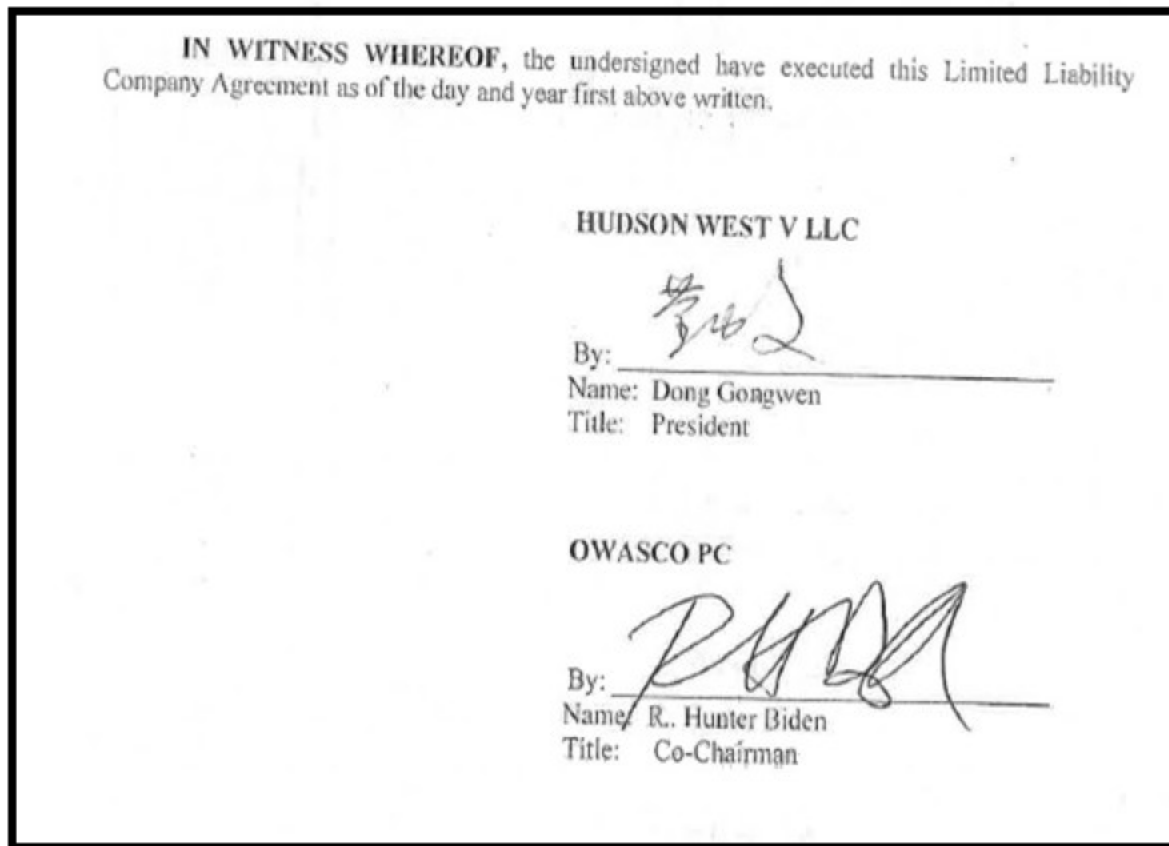 IN WITNESS WHEREOF, the undersigned have executed this Limited Liability
Company Agreement as of the day and year first above written.
HUDSON WEST V LLC
By:
Name: Dong Gongwen
Title: President
OWASCO PC
By:
Name: R.. Hunter Biden
Title: Co-Chairman